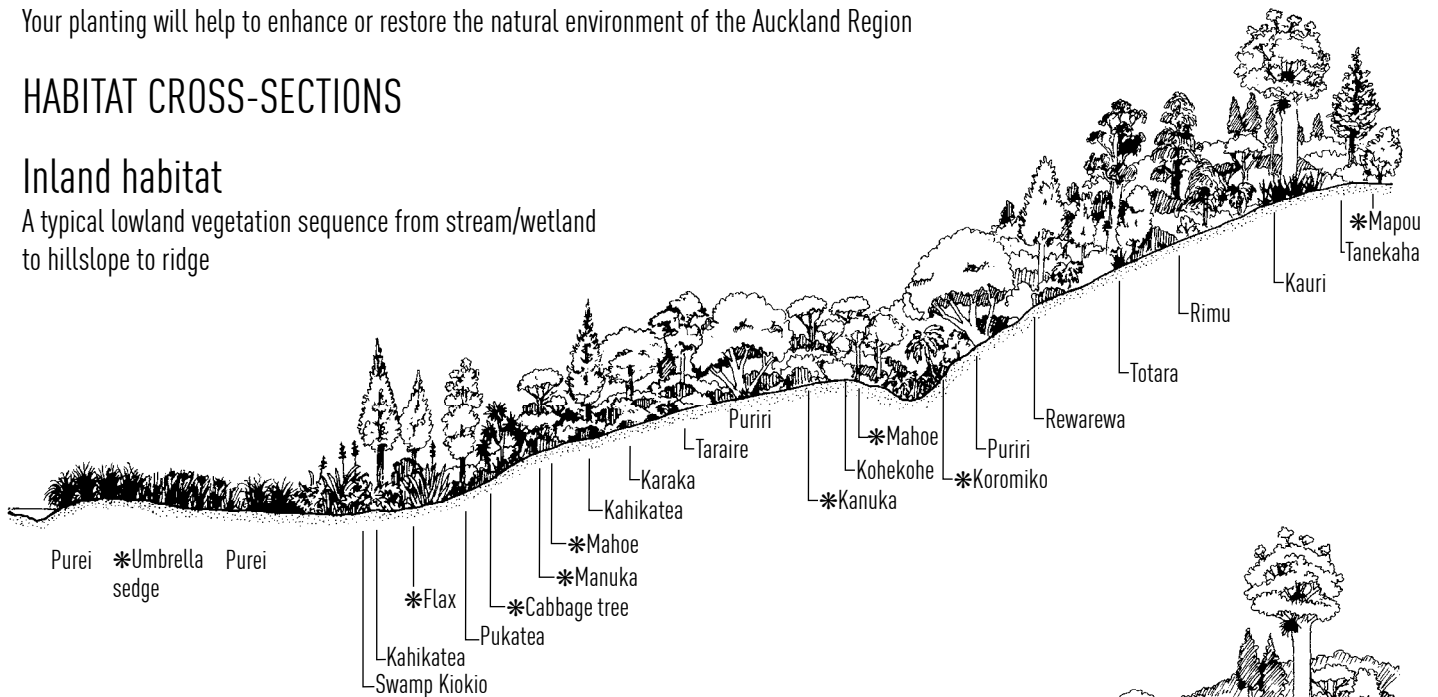 Your planting will help to enhance or restore the natural environment of the Auckland Region
HABITAT CROSS-SECTIONS
Inland habitat
A typical lowland vegetation sequence from stream/wetland
to hillslope to ridge
Purei
❋Umbrella
sedge
Purei
Swamp Kiokio
Kahikatea
❋Flax
Pukatea
❋Cabbage tree
❋Manuka
❋Mahoe
Kahikatea
Karaka
Taraire
Puriri
❋Kanuka
Kohekohe
❋Mahoe
❋Koromiko
Puriri
Rewarewa
Totara
Rimu
Kauri
Tanekaha
❋Mapou